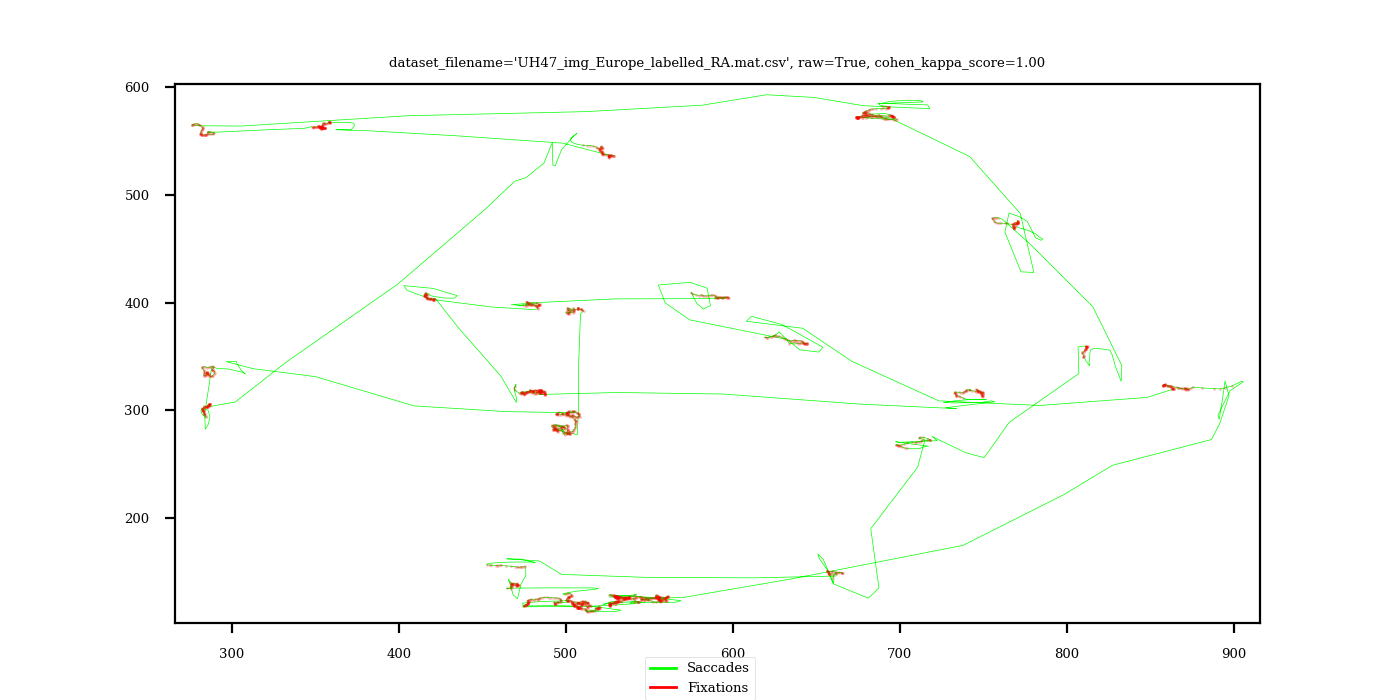 dataset_filename='UH47_img_Europe_labelled_RA.mat.csv', raw=True, cohen_kappa_score=1.00
600
500
400
300
200
300 400 500 600 700 800 900
Saccades
Fixations